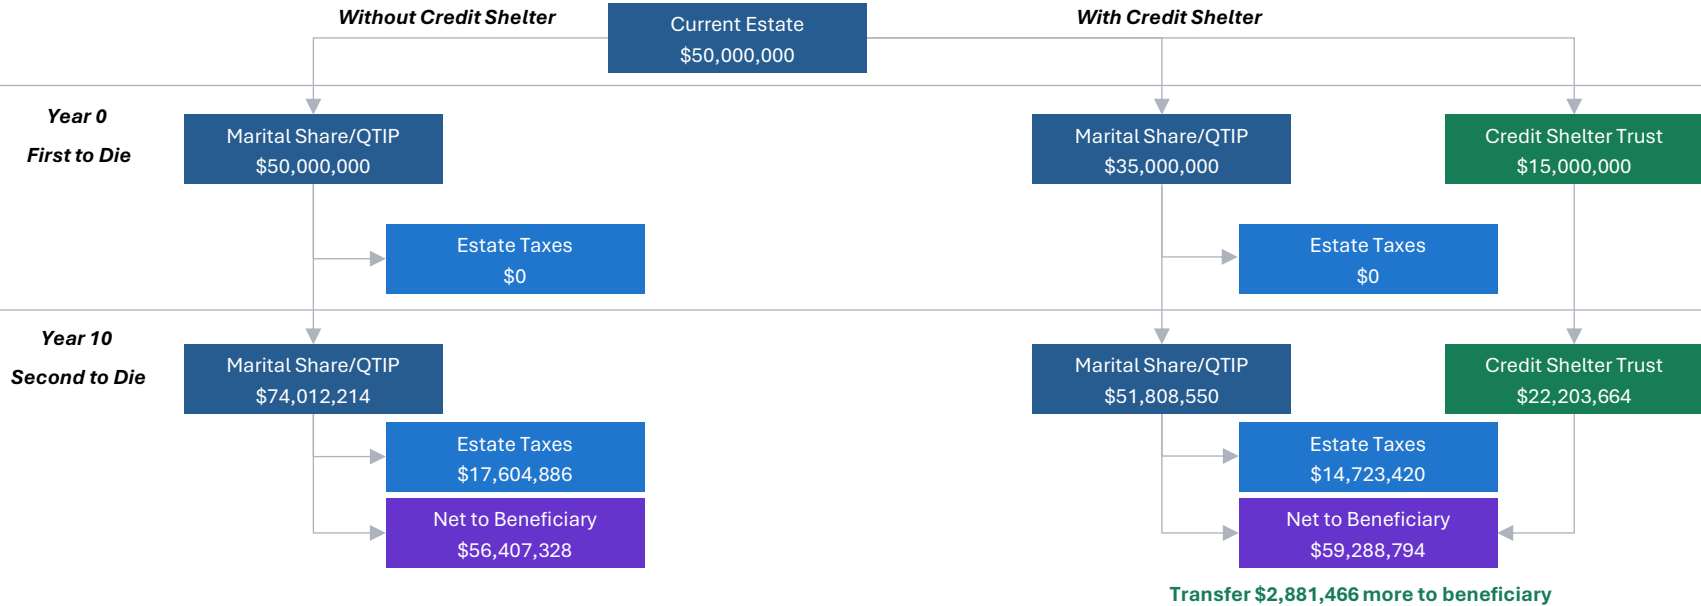 Without Credit Shelter
With Credit Shelter
Current Estate
$50,000,000
Year 0
First to Die
Marital Share/QTIP
$50,000,000
Marital Share/QTIP
$35,000,000
Credit Shelter Trust
$15,000,000
Estate Taxes
$0
Estate Taxes
$0
Year 10
Second to Die
Marital Share/QTIP
$74,012,214
Marital Share/QTIP
$51,808,550
Credit Shelter Trust
$22,203,664
Estate Taxes
$17,604,886
Estate Taxes
$14,723,420
Net to Beneficiary
$56,407,328
Net to Beneficiary
$59,288,794
Transfer $2,881,466 more to beneficiary